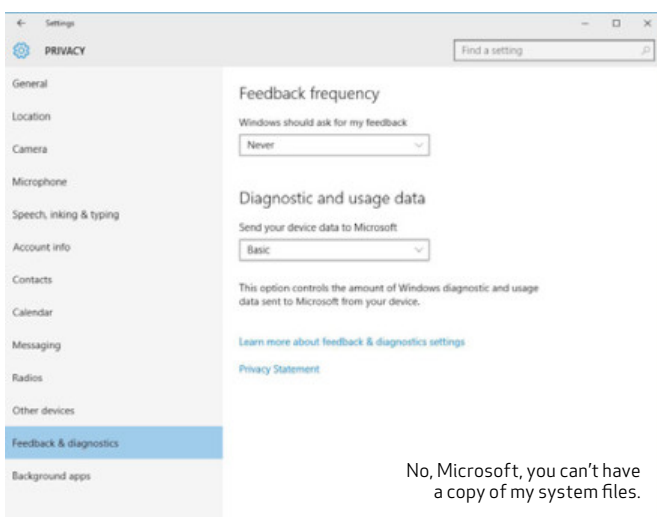 Settings
PRIVACY
Find a setting
General
Location
Camera
Microphone
Speech, inking & typing
Account info
Contacts
Calendar
Messaging
Radios
Other devices
Feedback & diagnostics
Background apps
Feedback frequency
Windows should ask for my feedback
Never
Diagnostic and usage data
Send your device data to Microsoft
Basic
This option controls the amount of Windows diagnostic and usage
data sent to Microsoft from your device.
Learn more about feedback & diagnostics settings
Privacy Statement
No, Microsoft, you can't have
a copy of my system files.